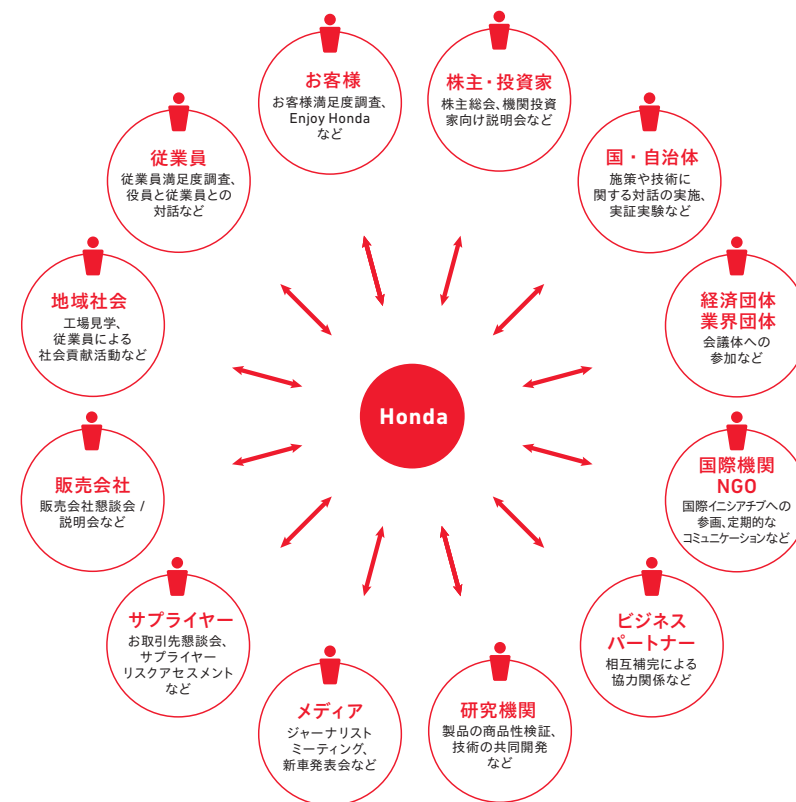 お客様
お客様満足度調査、
Enjoy Honda
など
株主・投資家
株主総会、機関投資
家向け説明会など
国・自治体
施策や技術に
関する対話の実施、
実証実験など
経済団体
業界団体
会議体への
参加など
国際機関
NGO
国際イニシアチブへの
参画、定期的な
コミュニケーションなど
ビジネス
パートナー
相互補完による
協力関係など
研究機関
製品の商品性検証、
技術の共同開発
など
メディア
ジャーナリスト
ミーティング、
新車発表会など
サプライヤー
お取引先懇談会、
サプライヤー
リスクアセスメント
など
販売会社
販売会社懇談会 /
説明会など
地域社会
工場見学、
従業員による
社会貢献活動など
従業員
従業員満足度調査、
役員と従業員との
対話など
Honda